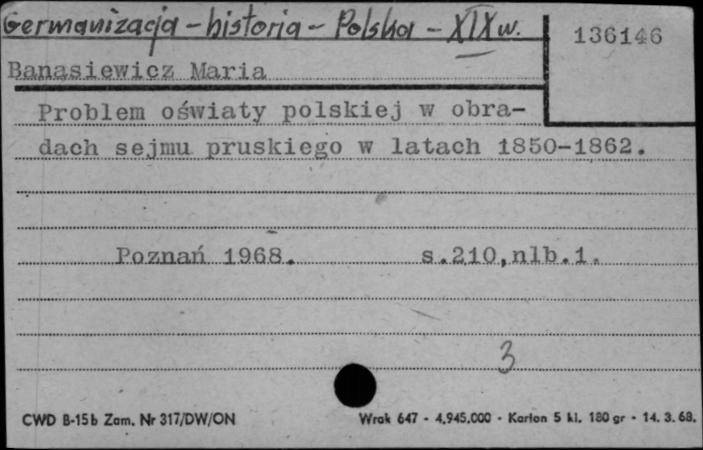 Germanizacja - historia - Polska - XIX w.
136146
Banasiewicz Maria
Problem oświaty polskiej w obra-
dach sejmu pruskiego w latach 1850-1862.
Poznań 1968. s.210,nlb.1.
3
CWD B-15b Zam. Nr 317/DW/ON Wrak 647 - 4.945.000 - Karton 5 kl. 180 gr - 14. 3. 68.